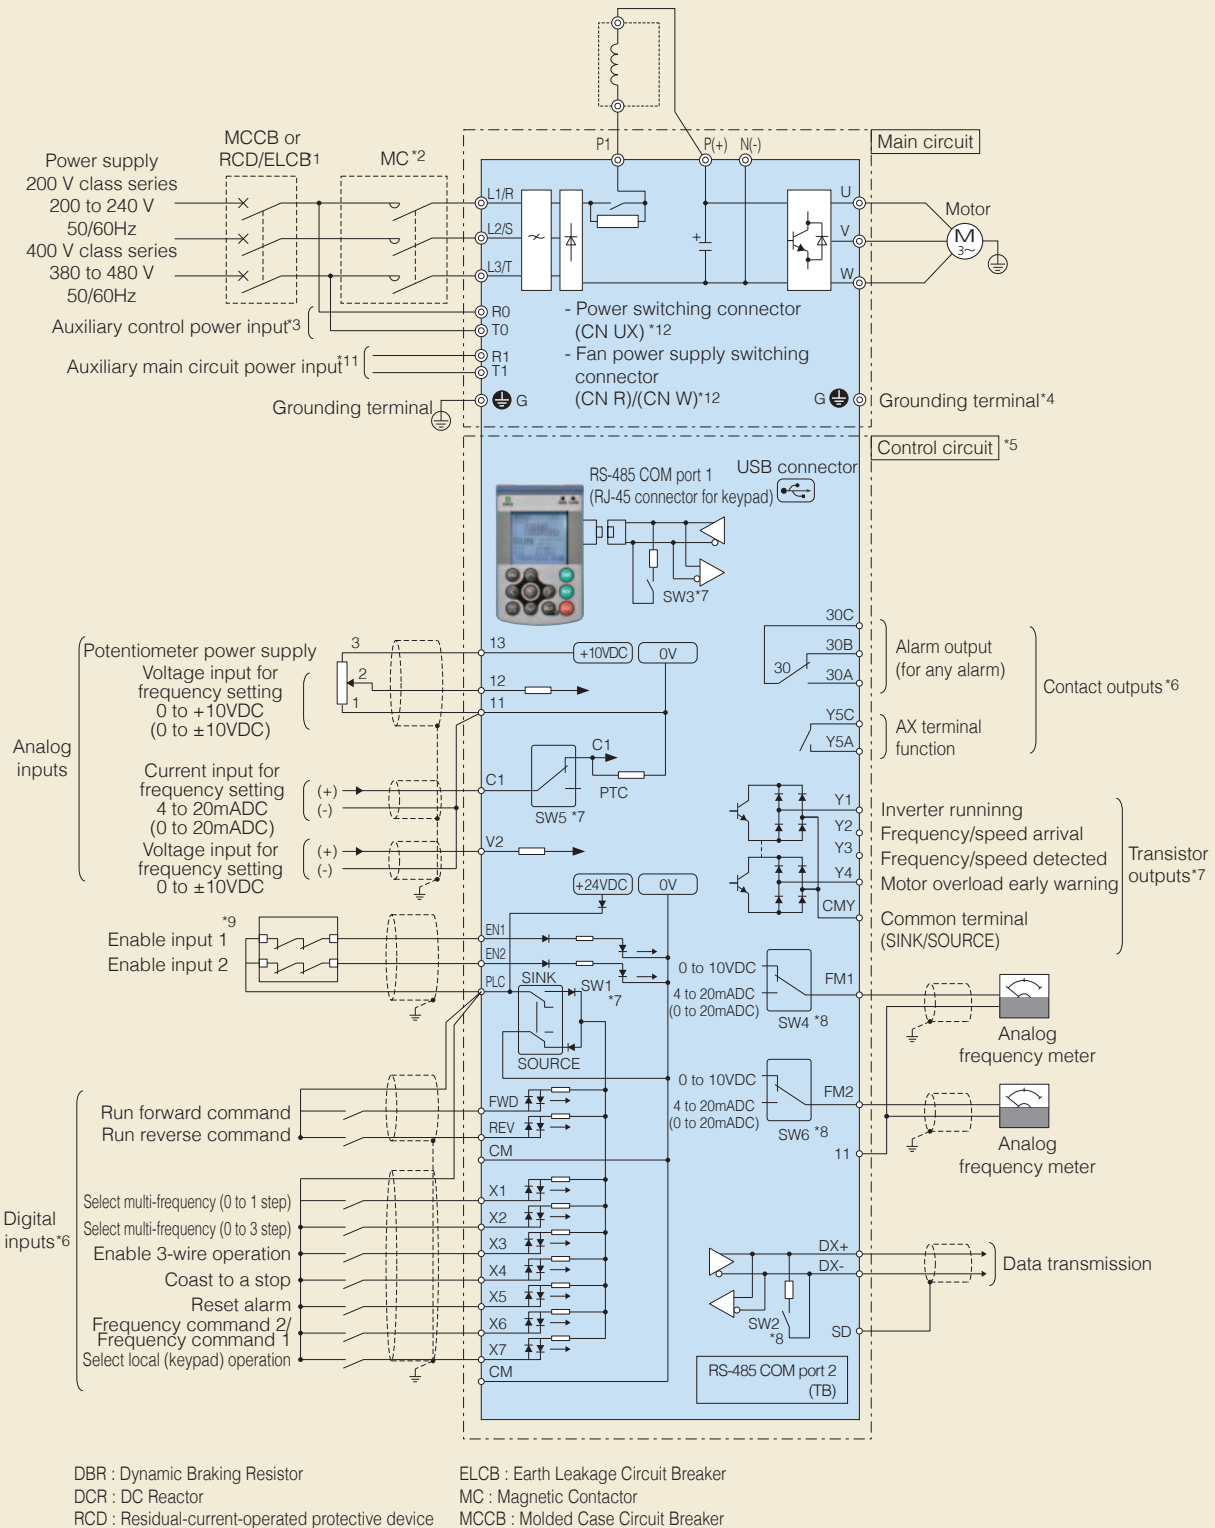 P1
P(+)
N(-)
Main circuit
MCCB or
RCD/ELCB*1
MC*2
Power supply
200 V class series
200 to 240 V
50/60Hz
400 V class series
380 to 480 V
50/60Hz
L1/R
L2/S
L3/T
+
U
V
W
Motor
M
3~
Auxiliary control power input*3
R0
T0
Auxiliary main circuit power input*11
R1
T1
- Power switching connector
(CN UX) *12
- Fan power supply switching
connector
(CN R)/(CN W)*12
Grounding terminal
G
G
Grounding terminal*4
Control circuit *5
RS-485 COM port 1
(RJ-45 connector for keypad)
USB connector
SW3*7
30C
30B
30
30A
Alarm output
(for any alarm)
Contact outputs*6
Y5C
Y5A
AX terminal
function
Analog
inputs
Potentiometer power supply
Voltage input for
frequency setting
0 to +10VDC
(0 to ±10VDC)
3
2
1
13
12
11
+10VDC
0V
Current input for
frequency setting
4 to 20mADC
(0 to 20mADC)
(+)
(-)
C1
C1
PTC
SW5 *7
Voltage input for
frequency setting
0 to ±10VDC
(+)
(-)
V2
Y1
Y2
Y3
Y4
CMY
Inverter runinng
Frequency/speed arrival
Frequency/speed detected
Motor overload early warning
Common terminal
(SINK/SOURCE)
Transistor
outputs*7
+24VDC
0V
*9
Enable input 1
Enable input 2
EN1
EN2
PLC
SINK
SW1
*7
SOURCE
0 to 10VDC
4 to 20mADC
(0 to 20mADC)
SW4 *8
FM1
Analog
frequency meter
0 to 10VDC
4 to 20mADC
(0 to 20mADC)
SW6 *8
FM2
Analog
frequency meter
11
Digital
inputs*6
Run forward command
Run reverse command
FWD
REV
CM
Select multi-frequency (0 to 1 step)
Select multi-frequency (0 to 3 step)
Enable 3-wire operation
Coast to a stop
Reset alarm
Frequency command 2/
Frequency command 1
Select local (keypad) operation
X1
X2
X3
X4
X5
X6
X7
CM
DX+
DX-
Data transmission
SW2
*8
SD
RS-485 COM port 2
(TB)
DBR : Dynamic Braking Resistor
DCR : DC Reactor
RCD : Residual-current-operated protective device
ELCB : Earth Leakage Circuit Breaker
MC : Magnetic Contactor
MCCB : Molded Case Circuit Breaker